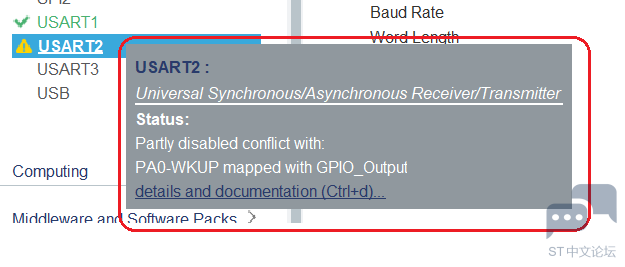 USART1
USART2
USART3
USB
Computing
Middleware and Software Packs
Baud Rate
Word Length
USART2 :
Universal Synchronous/Asynchronous Receiver/Transmitter
Status:
Partly disabled conflict with:
PA0-WKUP mapped with GPIO_Output
details and documentation (Ctrl+d)...
ST中文论坛